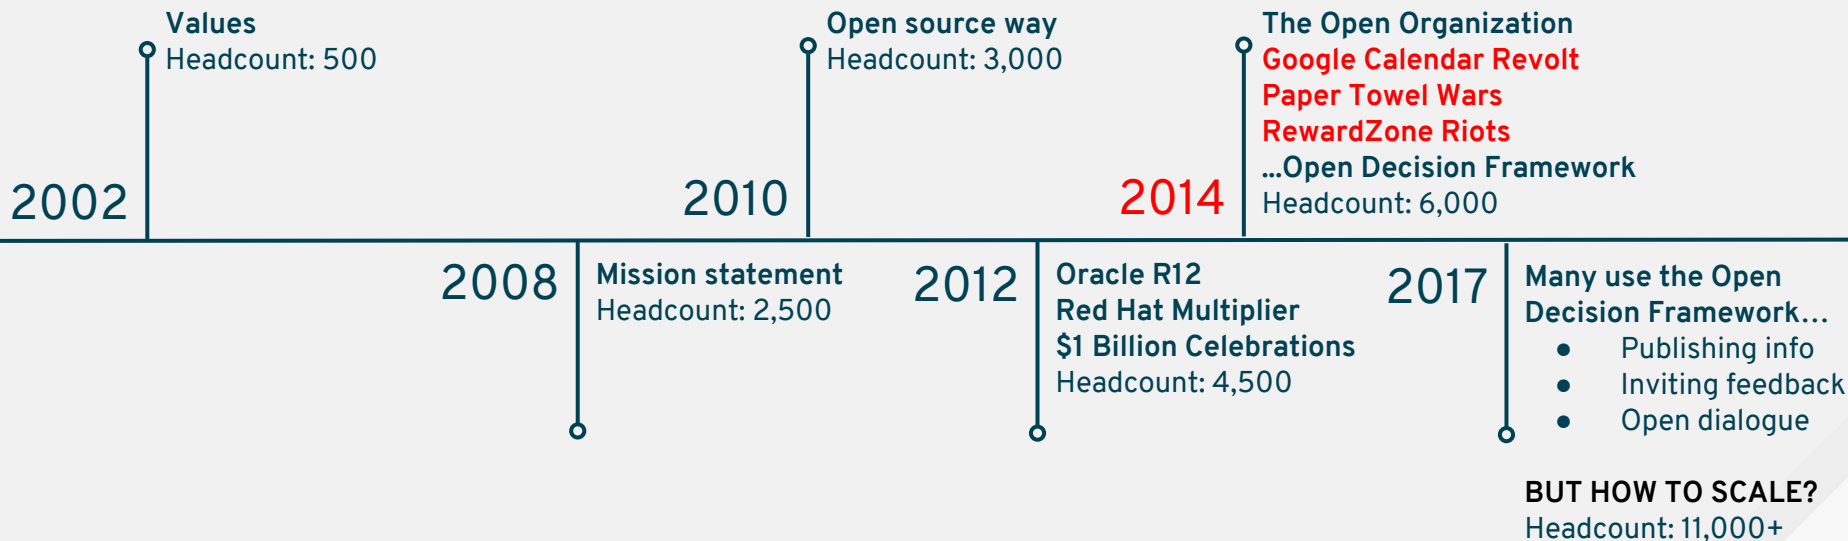 2002
Values
Headcount: 500
2008
Mission statement
Headcount: 2,500
2010
Open source way
Headcount: 3,000
2012
Oracle R12
Red Hat Multiplier
$1 Billion Celebrations
Headcount: 4,500
2014
The Open Organization
Google Calendar Revolt
Paper Towel Wars
RewardZone Riots
...Open Decision Framework
Headcount: 6,000
2017
Many use the Open
Decision Framework...
● Publishing info
● Inviting feedback
● Open dialogue
BUT HOW TO SCALE?
Headcount: 11,000+